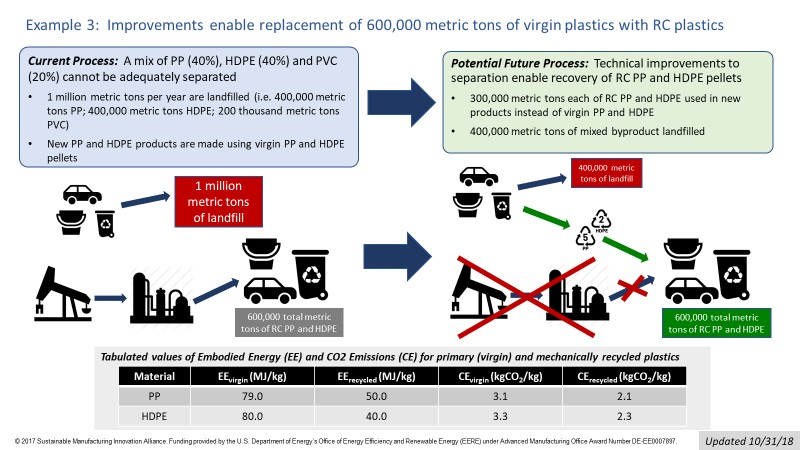 Example 3:  Improvements enable replacement of 600,000 metric tons of virgin plastics with RC plastics
Current Process:  A mix of PP (40%), HDPE (40%) and PVC
(20%) cannot be adequately separated
• 1 million metric tons per year are landfilled (i.e. 400,000 metric
tons PP; 400,000 metric tons HDPE; 200 thousand metric tons
PVC)
• New PP and HDPE products are made using virgin PP and HDPE
pellets
Potential Future Process:  Technical improvements to
separation enable recovery of RC PP and HDPE pellets
• 300,000 metric tons each of RC PP and HDPE used in new
products instead of virgin PP and HDPE
• 400,000 metric tons of mixed byproduct landfilled
1 million
metric tons
of landfill
400,000 metric
tons of landfill
2
HDPE
5
PP
600,000 total metric
tons of RC PP and HDPE
600,000 total metric
tons of RC PP and HDPE
Tabulated values of Embodied Energy (EE) and CO2 Emissions (CE) for primary (virgin) and mechanically recycled plastics
Material EEvirgin (MJ/kg) EErecycled (MJ/kg) CEvirgin (kgCO2/kg) CErecycled (kgCO2/kg)
PP 79.0 50.0 3.1 2.1
HDPE 80.0 40.0 3.3 2.3
© 2017 Sustainable Manufacturing Innovation Alliance. Funding provided by the U.S. Department of Energy's Office of Energy Efficiency and Renewable Energy (EERE) under Advanced Manufacturing Office Award Number DE-EE0007897.
Updated 10/31/18